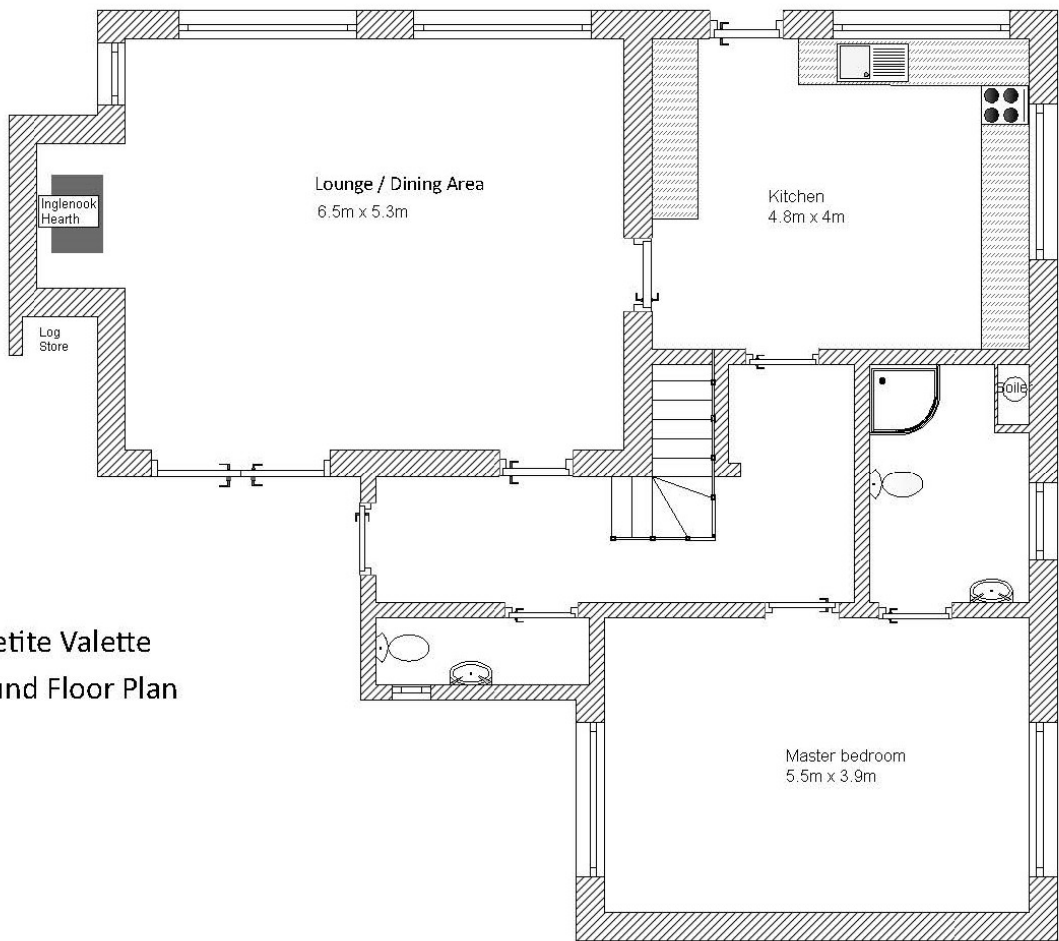 Lounge / Dining Area
6.5m x 5.3m
Kitchen
4.8m x 4m
Inglenook
Hearth
Log
Store
etite Valette
und Floor Plan
Master bedroom
5.5m x 3.9m